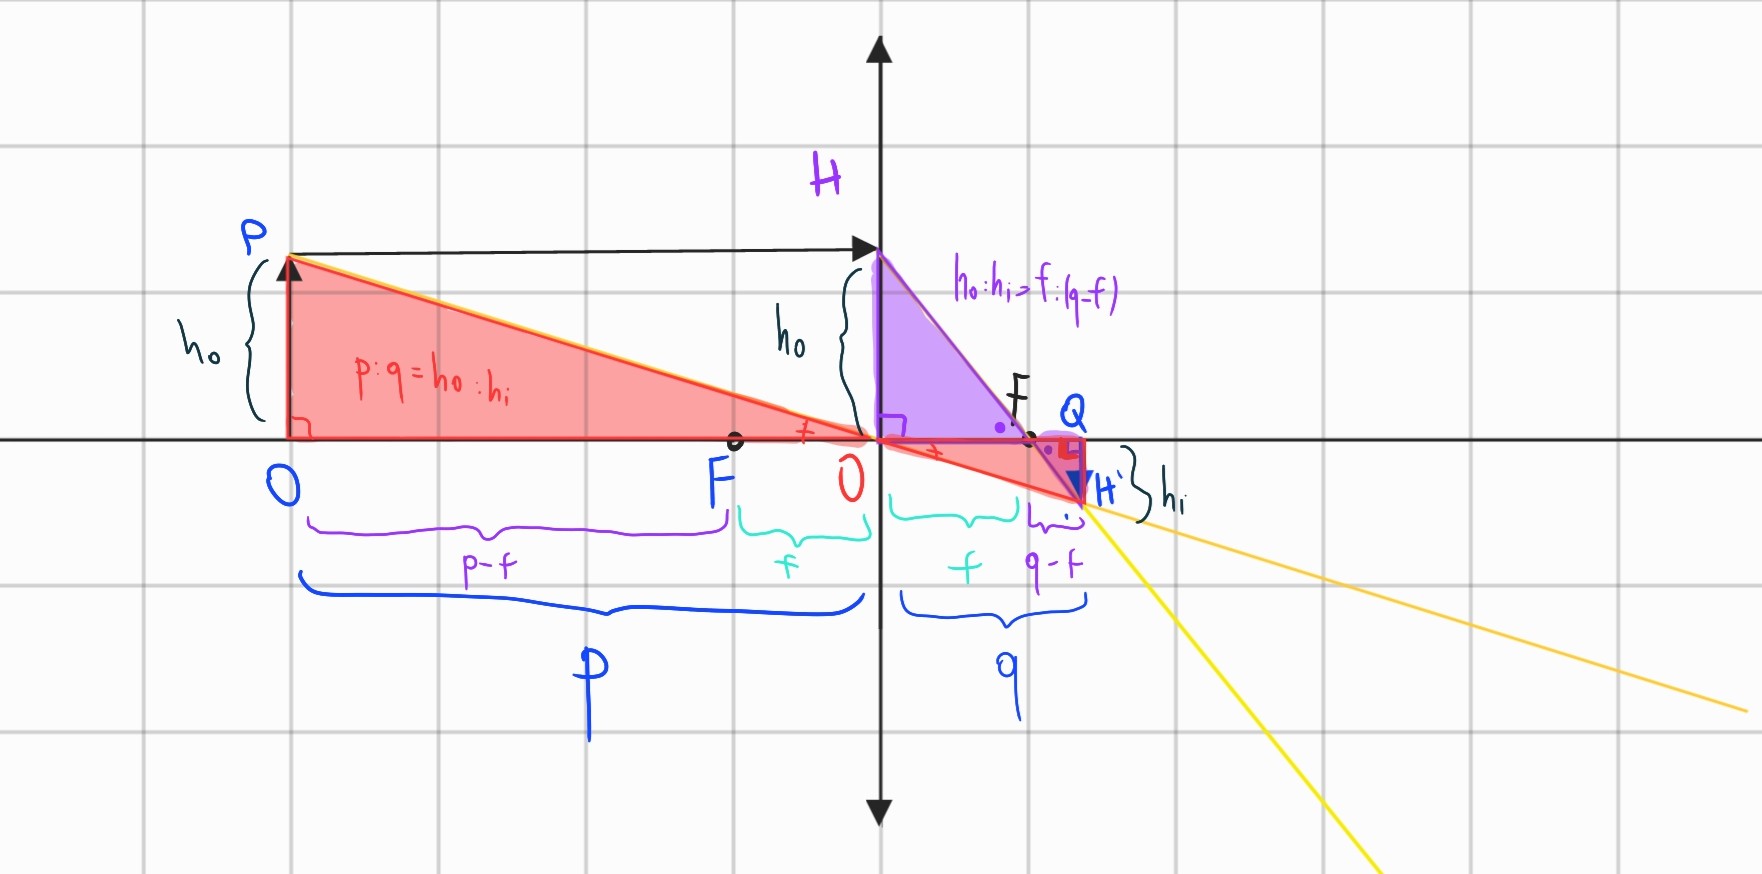 H
P
h₀:hᵢ=f:(q-f)
h₀
h₀
p:q=h₀:hᵢ
F
Q
O
F
O
H'
hᵢ
p-f
f
f
q-f
p
q